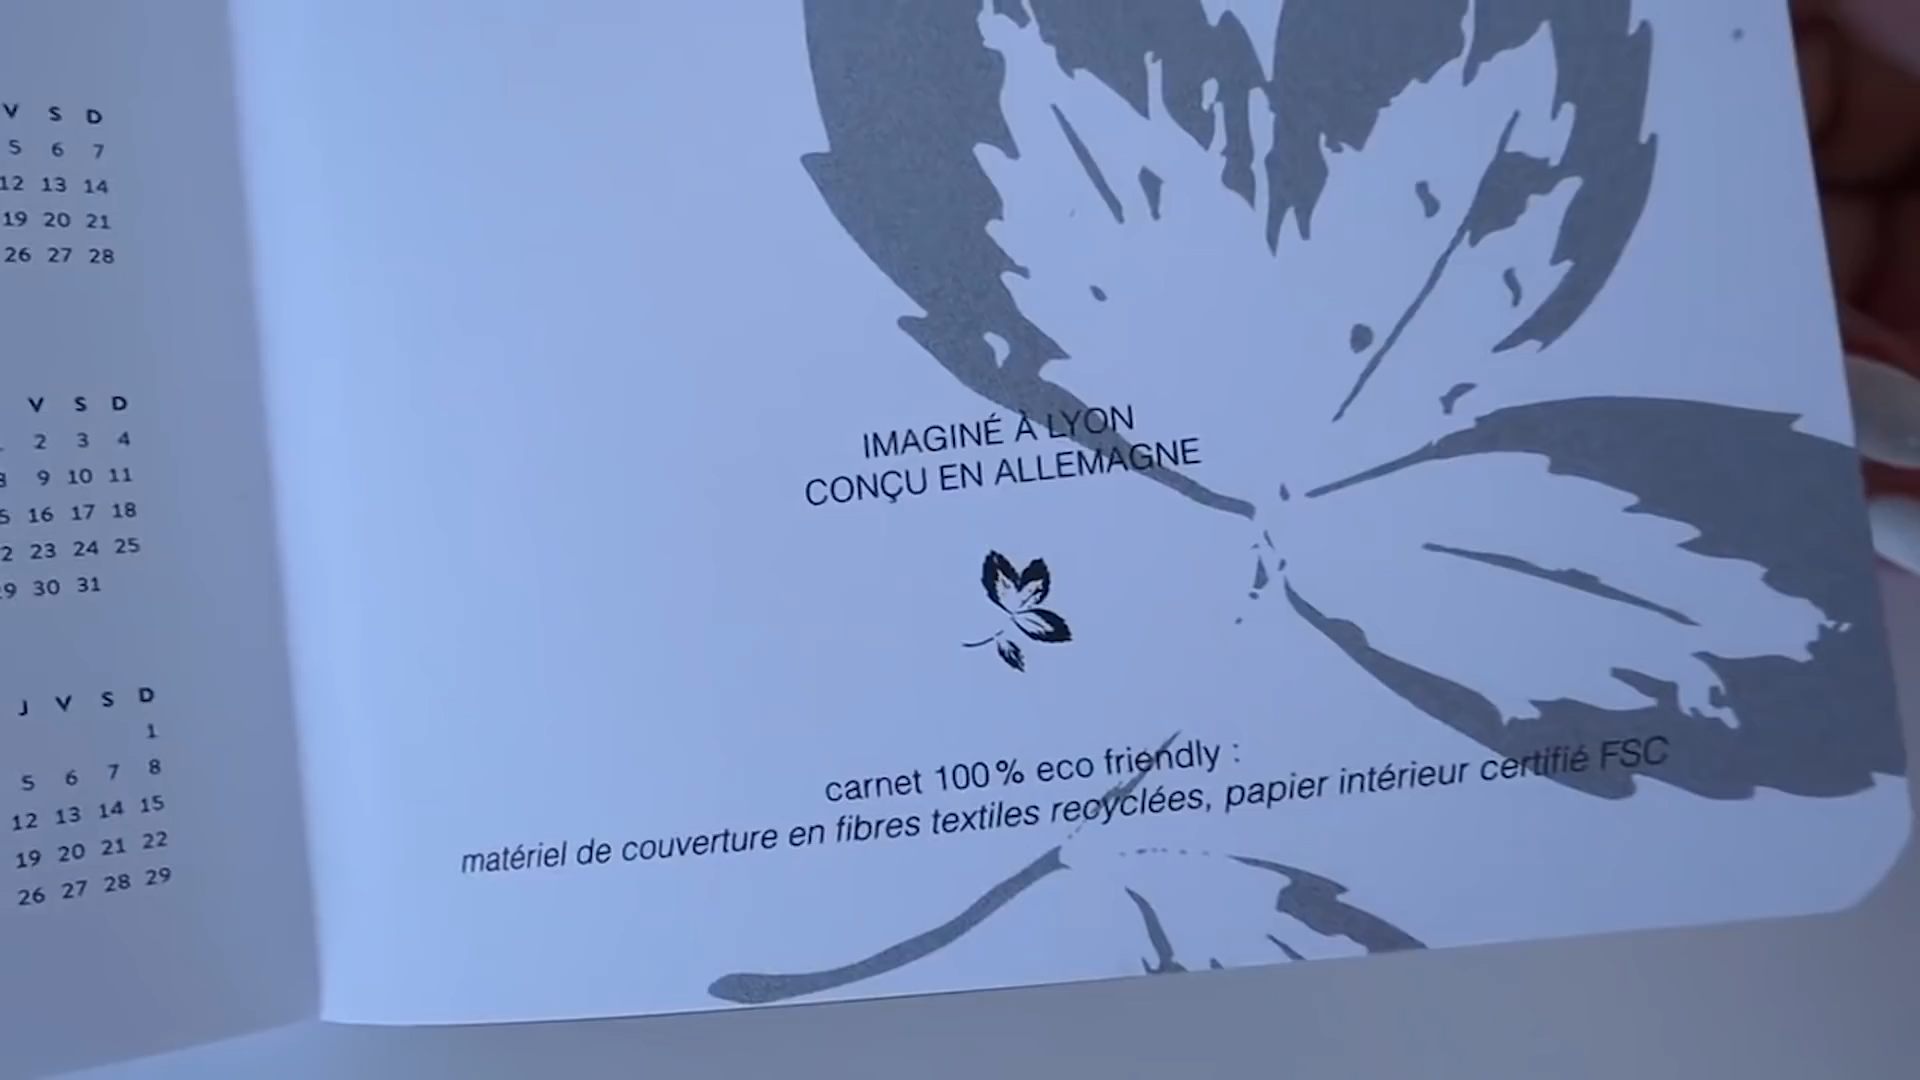 V S D
5 6 7
12 13 14
19 20 21
26 27 28
V S D
2 3 4
9 10 11
16 17 18
23 24 25
30 31
J V S D
1
5 6 7 8
12 13 14 15
19 20 21 22
26 27 28 29
IMAGINÉ À LYON
CONÇU EN ALLEMAGNE
carnet 100% eco friendly :
matériel de couverture en fibres textiles recyclées, papier intérieur certifié FSC